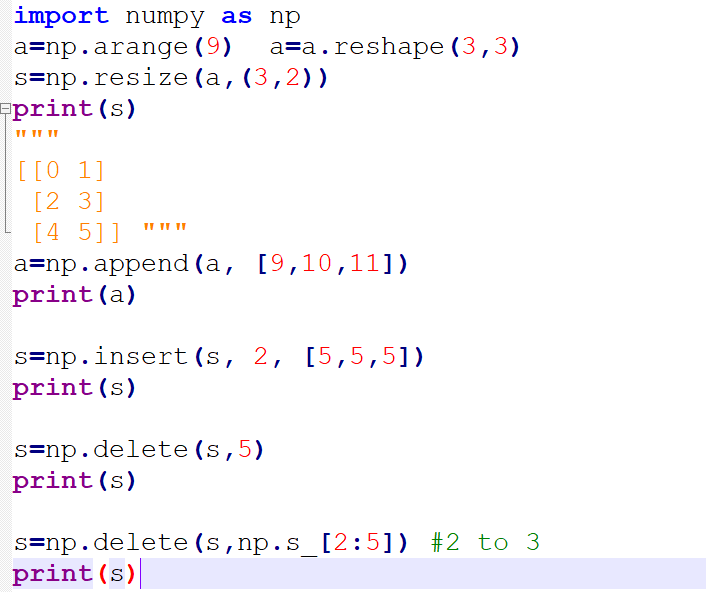 import numpy as np
a=np.arange(9)  a=a.reshape(3,3)
s=np.resize(a,(3,2))
print(s)
"""
[[0 1]
 [2 3]
 [4 5]] """
a=np.append(a, [9,10,11])
print(a)

s=np.insert(s, 2, [5,5,5])
print(s)

s=np.delete(s,5)
print(s)

s=np.delete(s,np.s_[2:5]) #2 to 3
print(s)